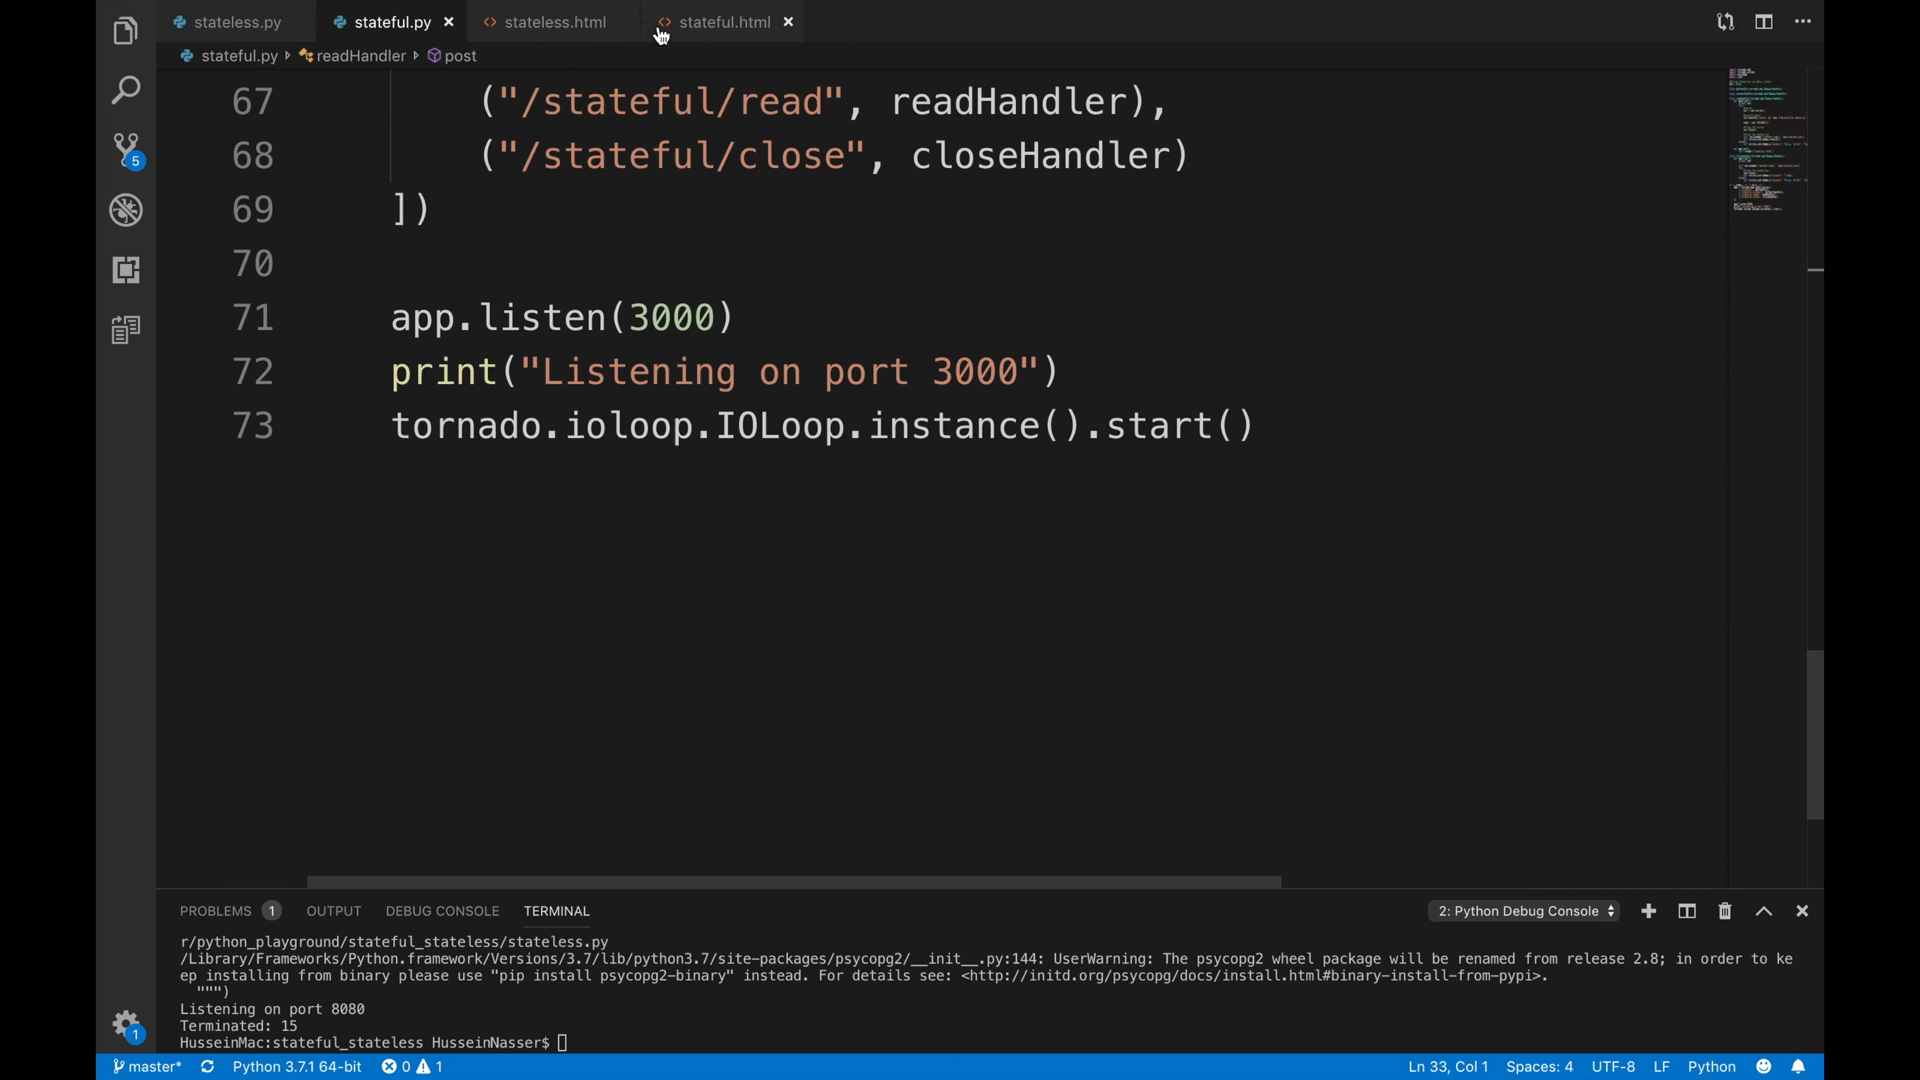 stateless.py stateful.py stateless.html stateful.html
stateful.py readHandler post
67 ("/stateful/read", readHandler),
68 ("/stateful/close", closeHandler)
69 ])
70
71 app.listen(3000)
72 print("Listening on port 3000")
73 tornado.ioloop.IOLoop.instance().start()
5
PROBLEMS 1 OUTPUT DEBUG CONSOLE TERMINAL 2: Python Debug Console
r/python_playground/stateful_stateless/stateless.py
/Library/Frameworks/Python.framework/Versions/3.7/lib/python3.7/site-packages/psycopg2/__init__.py:144: UserWarning: The psycopg2 wheel package will be renamed from release 2.8; in order to ke
ep installing from binary please use "pip install psycopg2-binary" instead. For details see: <http://initd.org/psycopg/docs/install.html#binary-install-from-pypi>.
""")
Listening on port 8080
Terminated: 15
HusseinMac:stateful_stateless HusseinNasser$
1
master* Python 3.7.1 64-bit 0 1 Ln 33, Col 1 Spaces: 4 UTF-8 LF Python